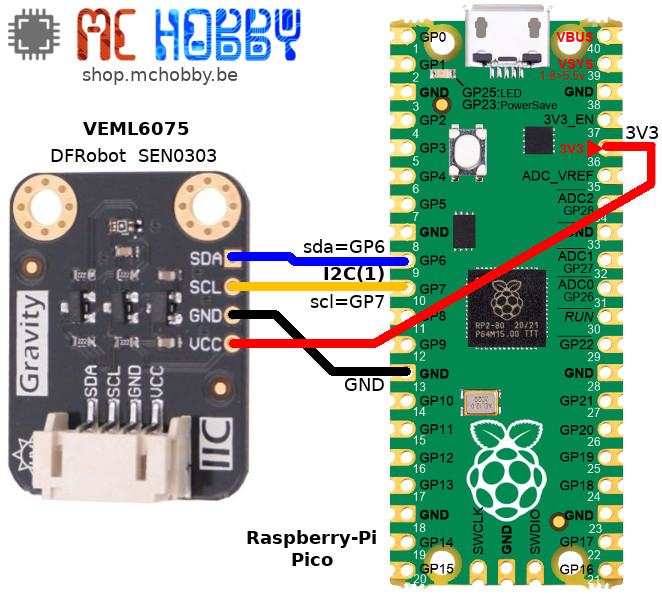 MC HOBBY
shop.mchobby.be
VEML6075
DFRobot SEN0303
SDA
SCL
GND
VCC
Gravity
SDA
SCL
GND
VCC
IIC
sda=GP6
I2C(1)
scl=GP7
GND
3V3
Raspberry-Pi
Pico
GP0
1
GP1
2
GND
3
GP2
4
GP3
5
GP4
6
GP5
7
GND
8
GP6
9
GP7
10
GP8
11
GP9
12
GND
13
GP10
14
GP11
15
GP12
16
GP13
17
GND
18
GP14
19
GP15
20
GP25:LED
GP23:PowerSave
VBUS
40
VSYS
39
GND
38
3V3_EN
37
3V3
36
ADC_VREF
35
ADC2
GP28
34
GND
33
ADC1
GP27
32
ADC0
GP26
31
RUN
30
GP22
29
GND
28
GP21
27
GP20
26
GP19
25
GP18
24
GND
23
GP17
22
GP16
21
RP2-B0 20/21
P64M15.00 TTT
SWCLK
GND
SWDIO